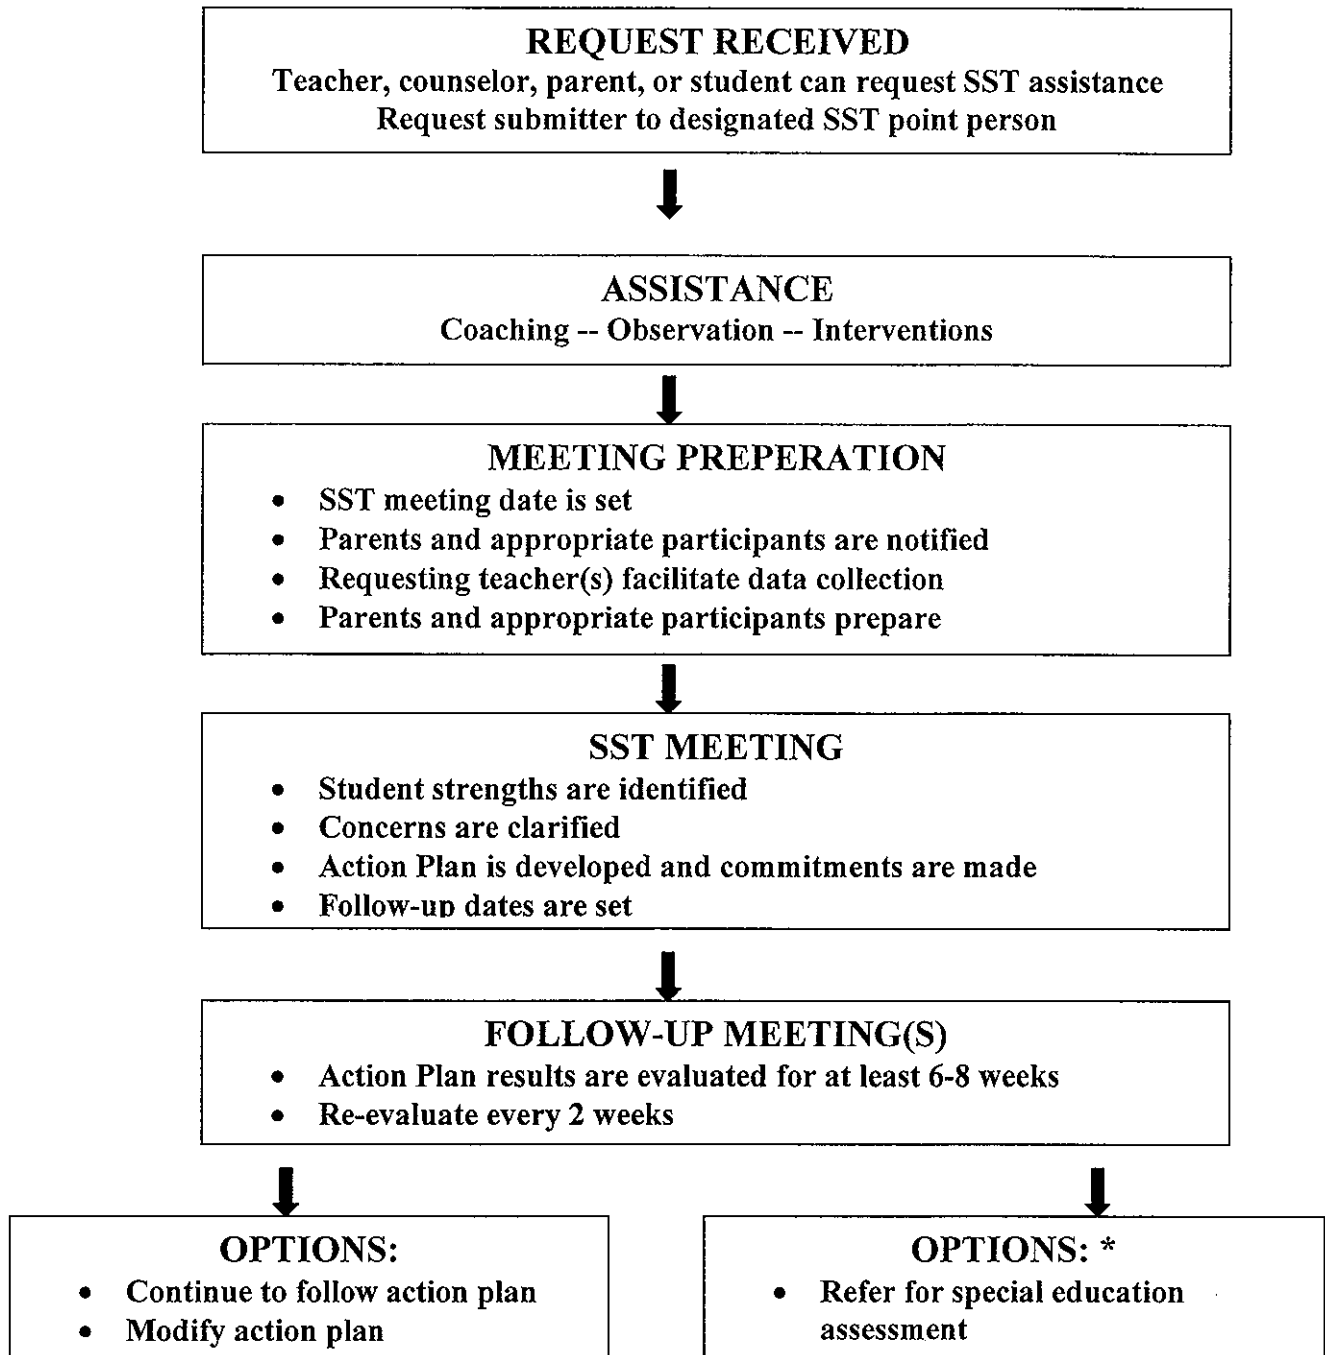 REQUEST RECEIVED
Teacher, counselor, parent, or student can request SST assistance
Request submitter to designated SST point person
ASSISTANCE
Coaching -- Observation -- Interventions
MEETING PREPERATION
• SST meeting date is set
• Parents and appropriate participants are notified
• Requesting teacher(s) facilitate data collection
• Parents and appropriate participants prepare
SST MEETING
• Student strengths are identified
• Concerns are clarified
• Action Plan is developed and commitments are made
• Follow-up dates are set
FOLLOW-UP MEETING(S)
• Action Plan results are evaluated for at least 6-8 weeks
• Re-evaluate every 2 weeks
OPTIONS:
• Continue to follow action plan
• Modify action plan
OPTIONS: *
• Refer for special education
assessment